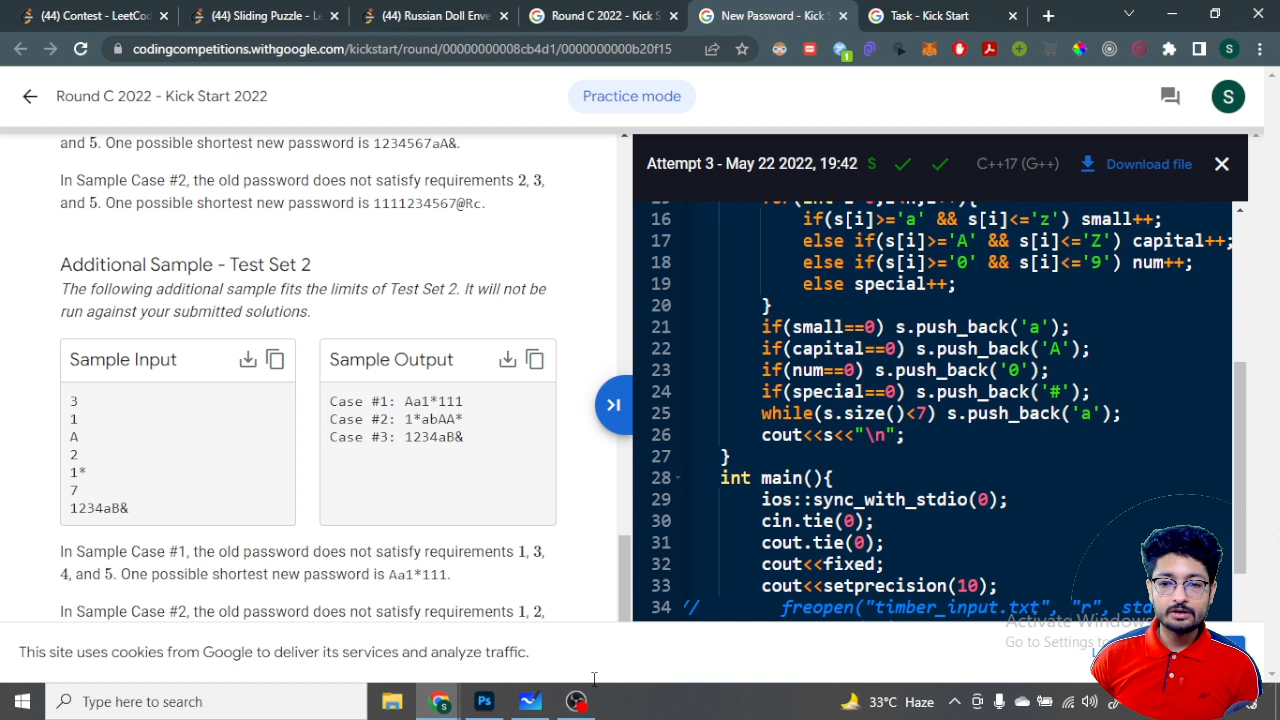 (44) Contest - LeetCod
(44) Sliding Puzzle - Le
(44) Russian Doll Enve
Round C 2022 - Kick S
New Password - Kick S
Task - Kick Start
codingcompetitions.withgoogle.com/kickstart/round/00000000008cb4d1/0000000000b20f15
1
S
Round C 2022 - Kick Start 2022
Practice mode
S
and 5. One possible shortest new password is 1234567aA&.
In Sample Case #2, the old password does not satisfy requirements 2, 3,
and 5. One possible shortest new password is 1111234567@Rc.
Additional Sample - Test Set 2
The following additional sample fits the limits of Test Set 2. It will not be
run against your submitted solutions.
Sample Input
3
1
A
2
1*
7
1234aB&
Sample Output
Case #1: Aa1*111
Case #2: 1*abAA*
Case #3: 1234aB&
In Sample Case #1, the old password does not satisfy requirements 1, 3,
4, and 5. One possible shortest new password is Aa1*111.
In Sample Case #2, the old password does not satisfy requirements 1, 2,
Attempt 3 - May 22 2022, 19:42 S
C++17 (G++)
Download file
16 if(s[i]>='a' && s[i]<='z') small++;
17 else if(s[i]>='A' && s[i]<='Z') capital++;
18 else if(s[i]>='0' && s[i]<='9') num++;
19 else special++;
20 }
21 if(small==0) s.push_back('a');
22 if(capital==0) s.push_back('A');
23 if(num==0) s.push_back('0');
24 if(special==0) s.push_back('#');
25 while(s.size()<7) s.push_back('a');
26 cout<<s<<"\n";
27 }
28 int main(){
29 ios::sync_with_stdio(0);
30 cin.tie(0);
31 cout.tie(0);
32 cout<<fixed;
33 cout<<setprecision(10);
34 // freopen("timber_input.txt", "r", std
Activate Windows
Go to Settings to
This site uses cookies from Google to deliver its services and analyze traffic.
Type here to search
Ps
33°C Haze